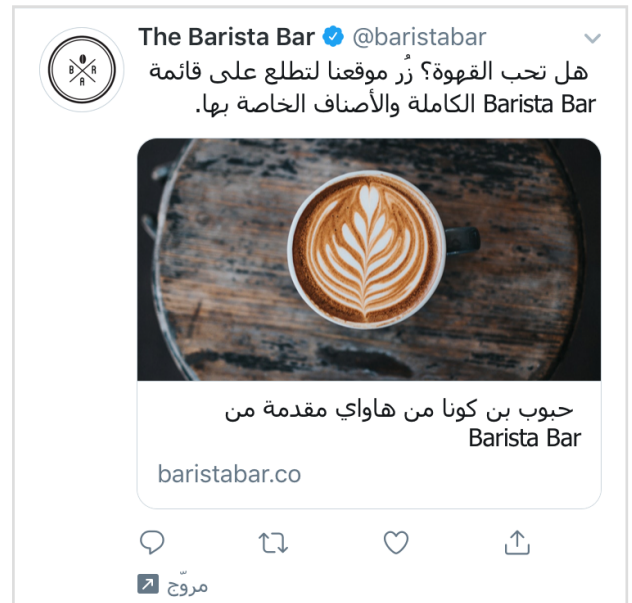 The Barista Bar @baristabar
B A R
A
هل تحب القهوة؟ زُر موقعنا لتطلع على قائمة
Barista Bar الكاملة والأصناف الخاصة بها.
حبوب بن كونا من هاواي مقدمة من
Barista Bar
baristabar.co
مروّج